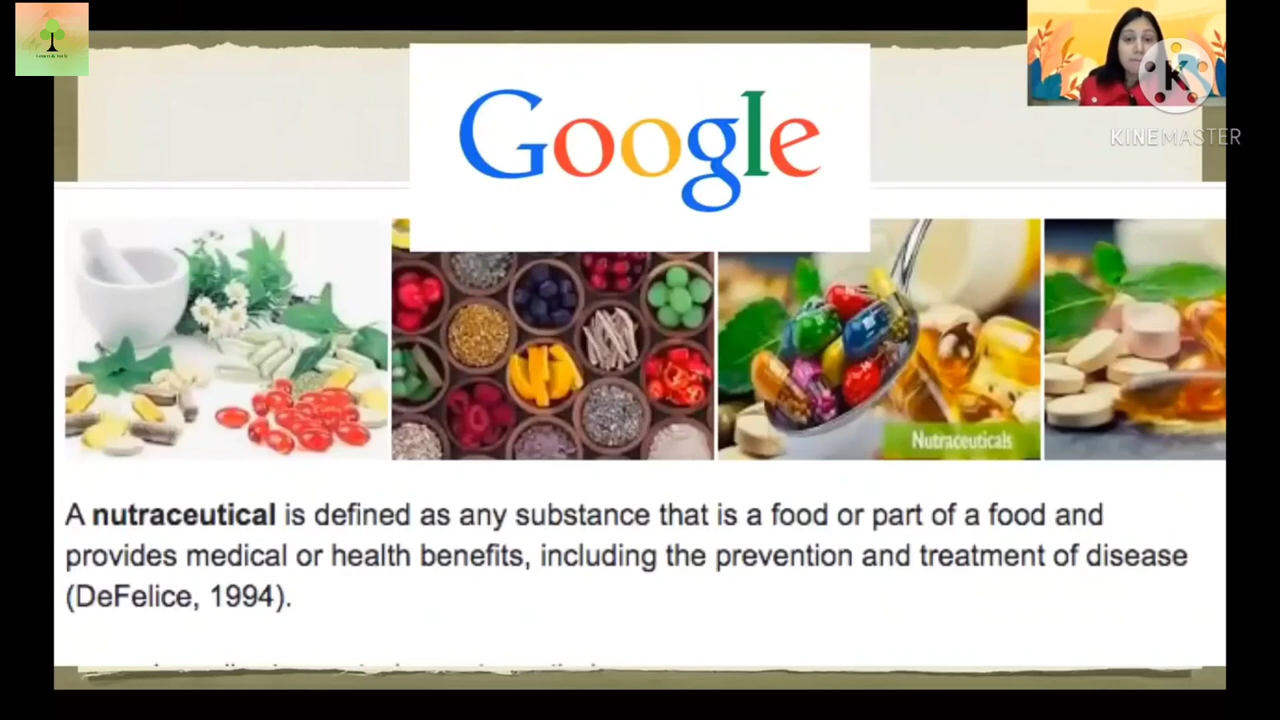 Google
KINEMASTER
Nutraceuticals
A nutraceutical is defined as any substance that is a food or part of a food and
provides medical or health benefits, including the prevention and treatment of disease
(DeFelice, 1994).